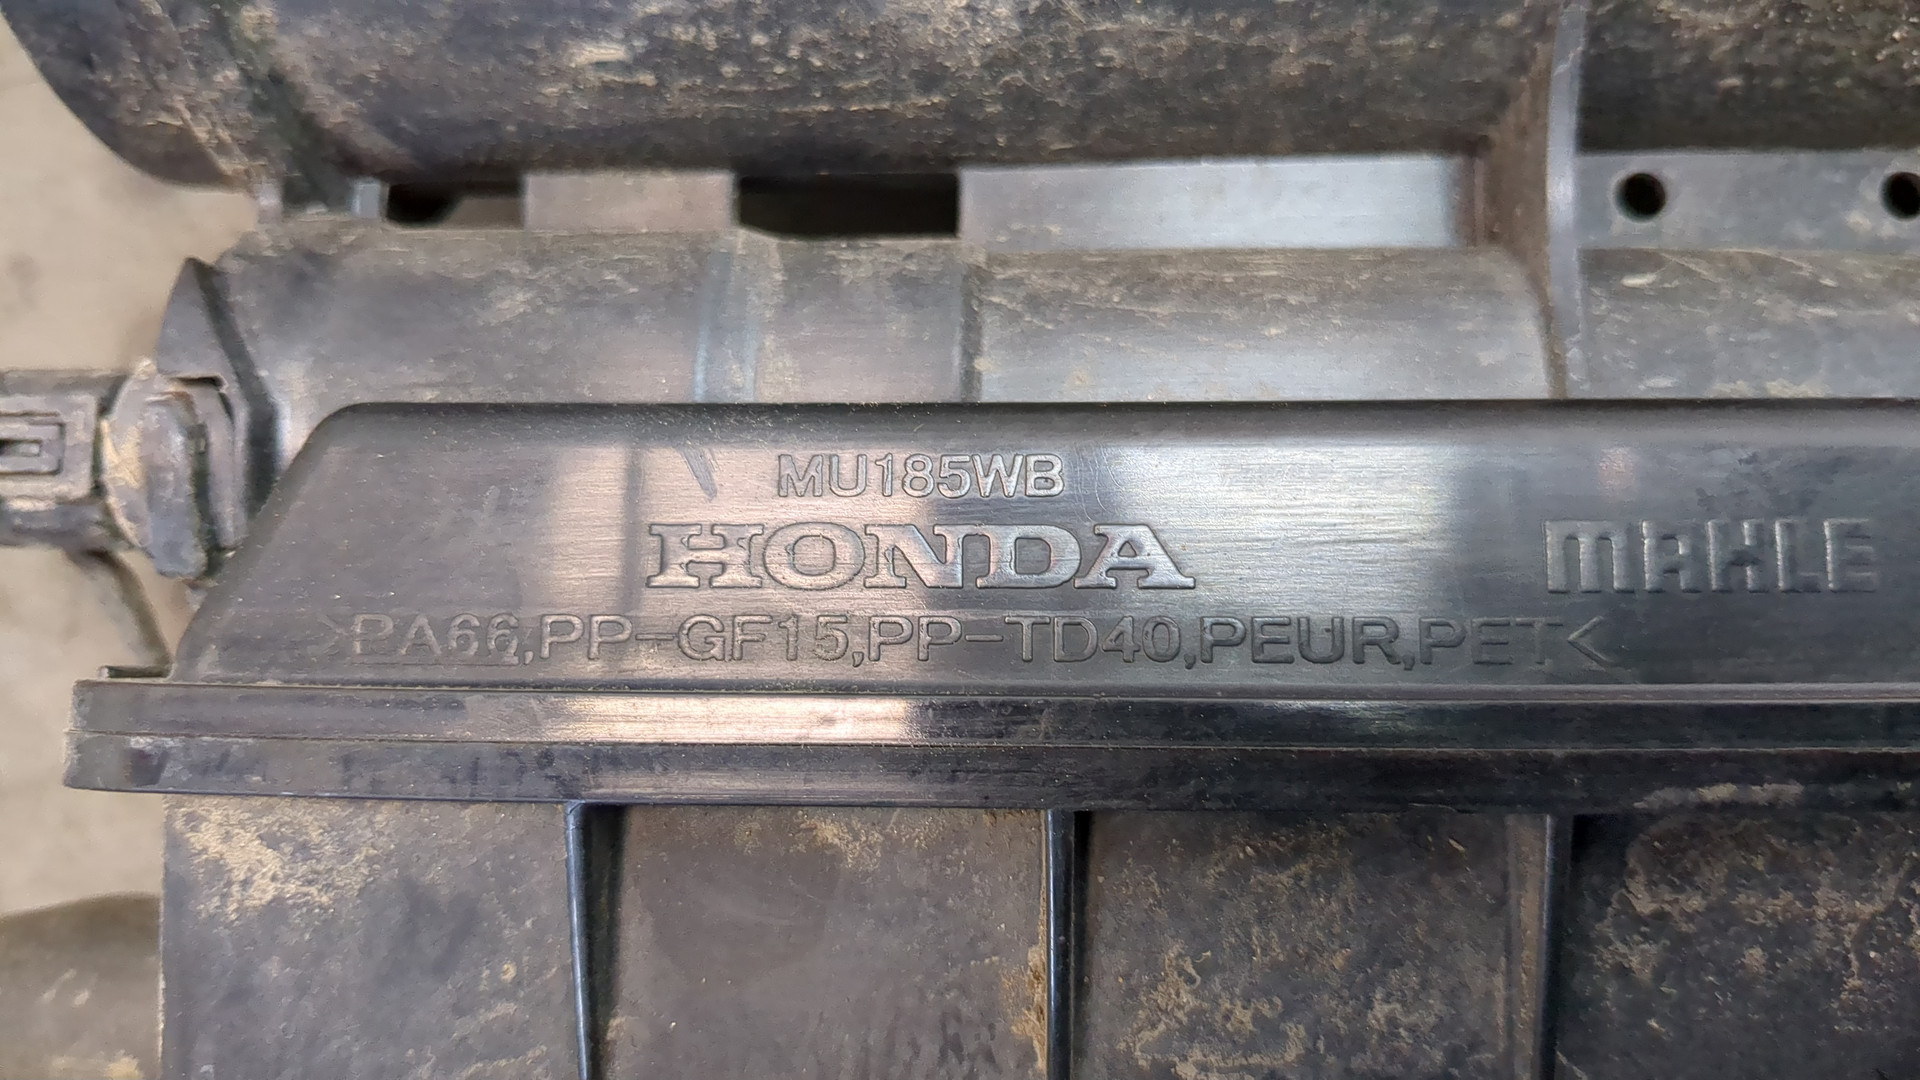 MU185WB
HONDA
MAHLE
>PA66,PP-GF15,PP-TD40,PEUR,PET<